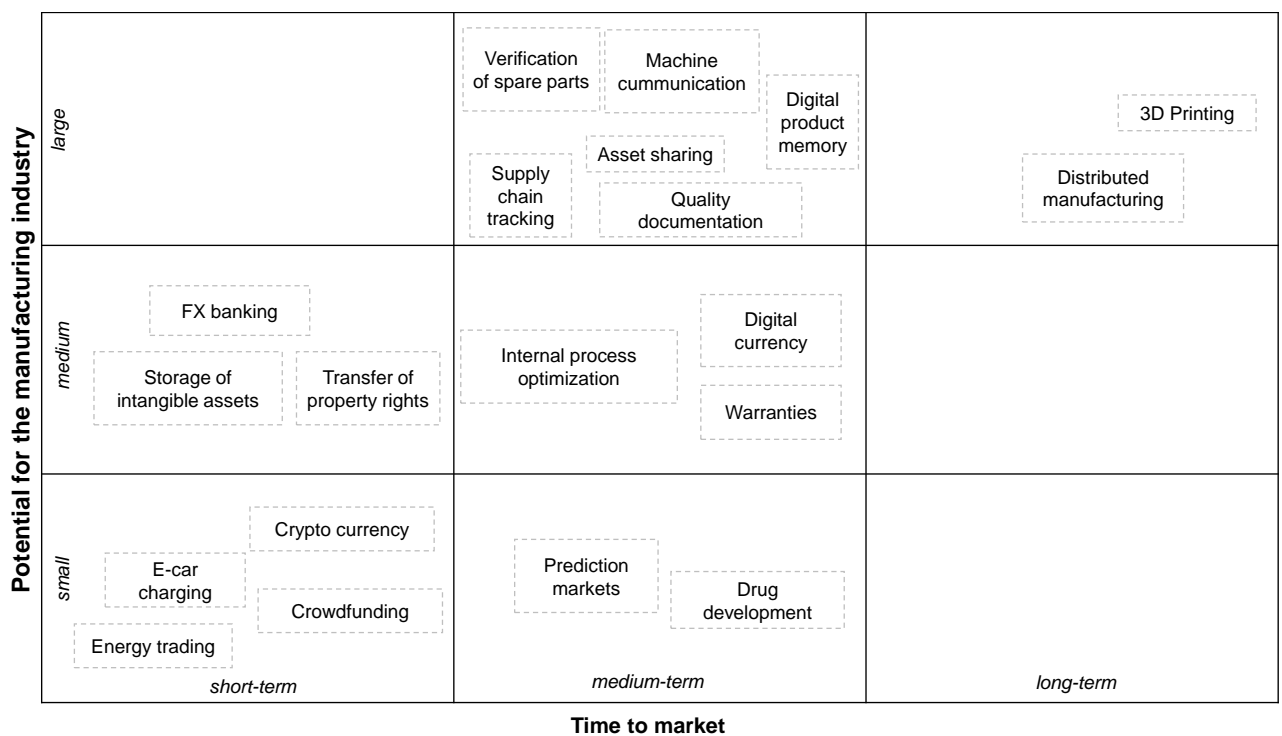 Potential for the manufacturing industry
large
Verification
of spare parts
Machine
cummunication
Digital
product
memory
Asset sharing
Supply
chain
tracking
Quality
documentation
3D Printing
Distributed
manufacturing
medium
FX banking
Storage of
intangible assets
Transfer of
property rights
Internal process
optimization
Digital
currency
Warranties
small
Crypto currency
E-car
charging
Crowdfunding
Energy trading
Prediction
markets
Drug
development
short-term
medium-term
long-term
Time to market